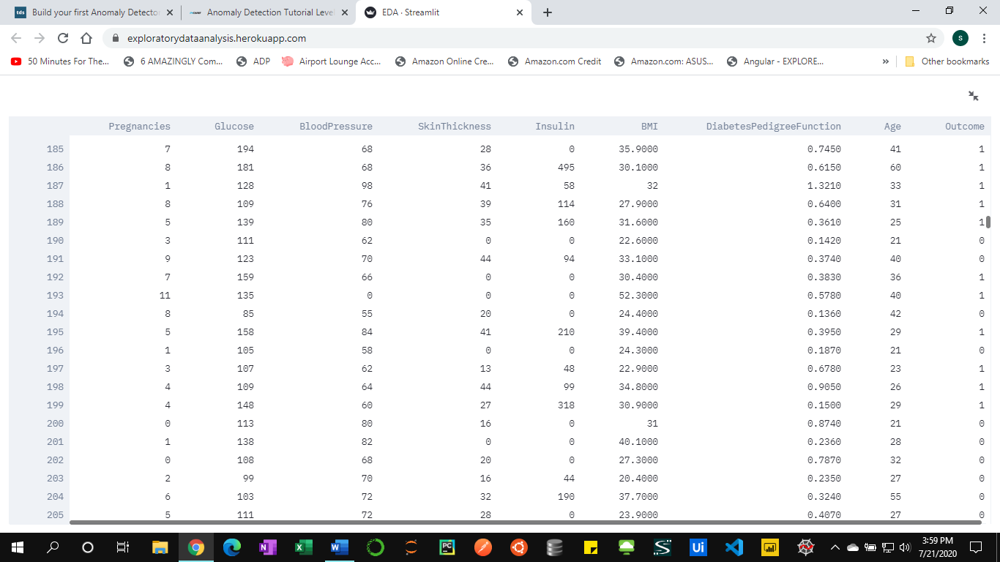 Build your first Anomaly Detector Anomaly Detection Tutorial Leve EDA · Streamlit
exploratorydataanalysis.herokuapp.com S
50 Minutes For The... 6 AMAZINGLY Com... ADP Airport Lounge Acc... Amazon Online Cre... Amazon.com Credit Amazon.com: ASUS... Angular - EXPLORE... » Other bookmarks
Pregnancies Glucose BloodPressure SkinThickness Insulin BMI DiabetesPedigreeFunction Age Outcome
185 7 194 68 28 0 35.9000 0.7450 41 1
186 8 181 68 36 495 30.1000 0.6150 60 1
187 1 128 98 41 58 32 1.3210 33 1
188 8 109 76 39 114 27.9000 0.6400 31 1
189 5 139 80 35 160 31.6000 0.3610 25 1
190 3 111 62 0 0 22.6000 0.1420 21 0
191 9 123 70 44 94 33.1000 0.3740 40 0
192 7 159 66 0 0 30.4000 0.3830 36 1
193 11 135 0 0 0 52.3000 0.5780 40 1
194 8 85 55 20 0 24.4000 0.1360 42 0
195 5 158 84 41 210 39.4000 0.3950 29 1
196 1 105 58 0 0 24.3000 0.1870 21 0
197 3 107 62 13 48 22.9000 0.6780 23 1
198 4 109 64 44 99 34.8000 0.9050 26 1
199 4 148 60 27 318 30.9000 0.1500 29 1
200 0 113 80 16 0 31 0.8740 21 0
201 1 138 82 0 0 40.1000 0.2360 28 0
202 0 108 68 20 0 27.3000 0.7870 32 0
203 2 99 70 16 44 20.4000 0.2350 27 0
204 6 103 72 32 190 37.7000 0.3240 55 0
205 5 111 72 28 0 23.9000 0.4070 27 0
3:59 PM
7/21/2020